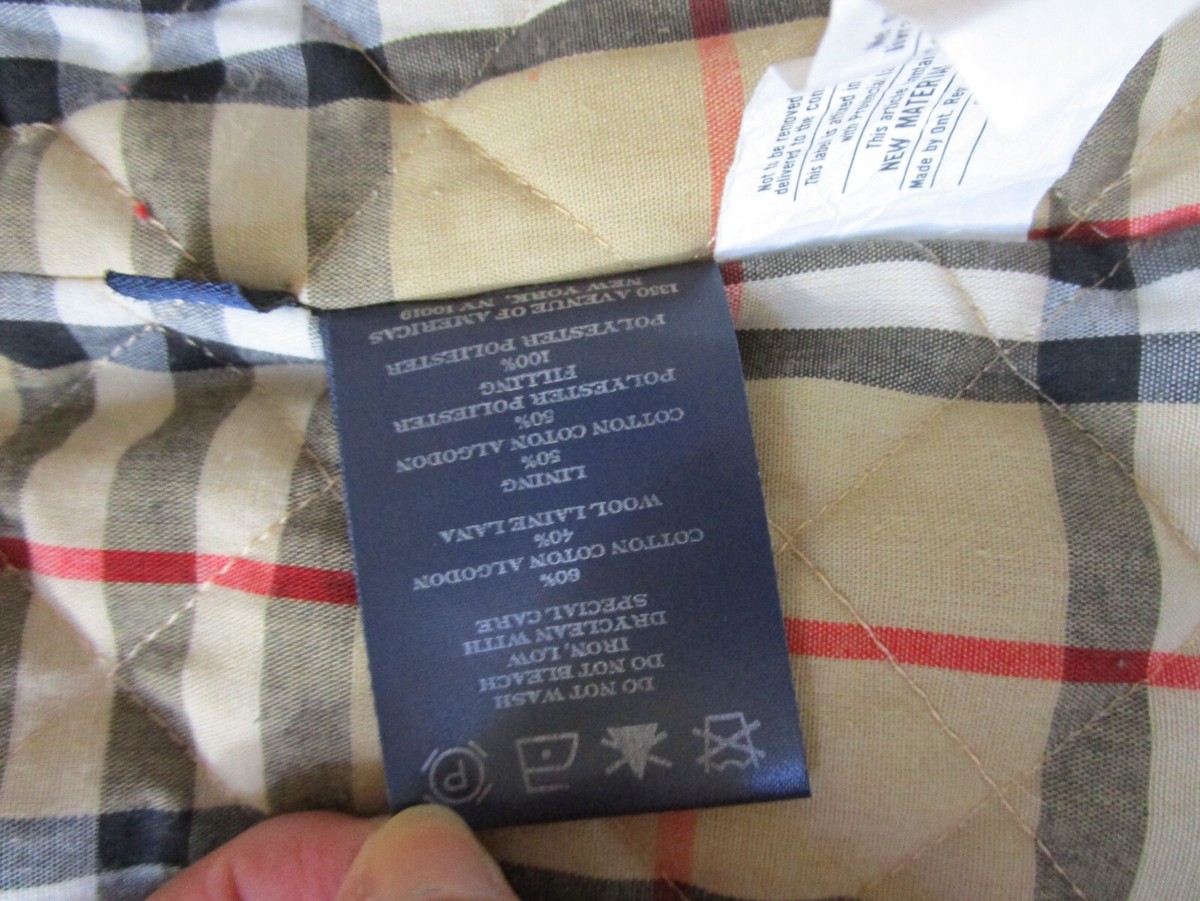 P
DO NOT WASH
DO NOT BLEACH
IRON, LOW
DRYCLEAN WITH
SPECIAL CARE
60%
COTTON COTON ALGODON
40%
WOOL LAINE LANA
LINING
50%
COTTON COTON ALGODON
50%
POLYESTER POLIESTER
FILLING
100%
POLYESTER POLIESTER
1350 AVENUE OF AMERICAS
NEW YORK, NY 10019
Not to be removed
delivered to the con
This label is affixed in
with Provincial
This article
NEW MATERIA
Made by Ont. Reg